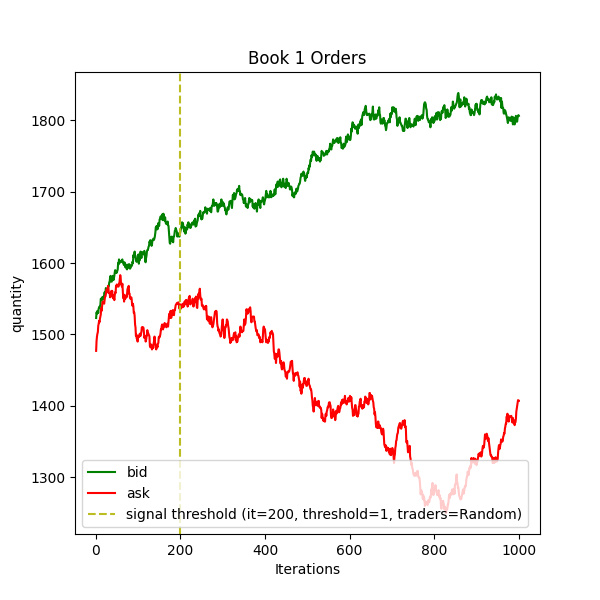 Book 1 Orders
quantity
1800
1700
1600
1500
1400
1300
bid
ask
signal threshold (it=200, threshold=1, traders=Random)
0 200 400 600 800 1000
Iterations